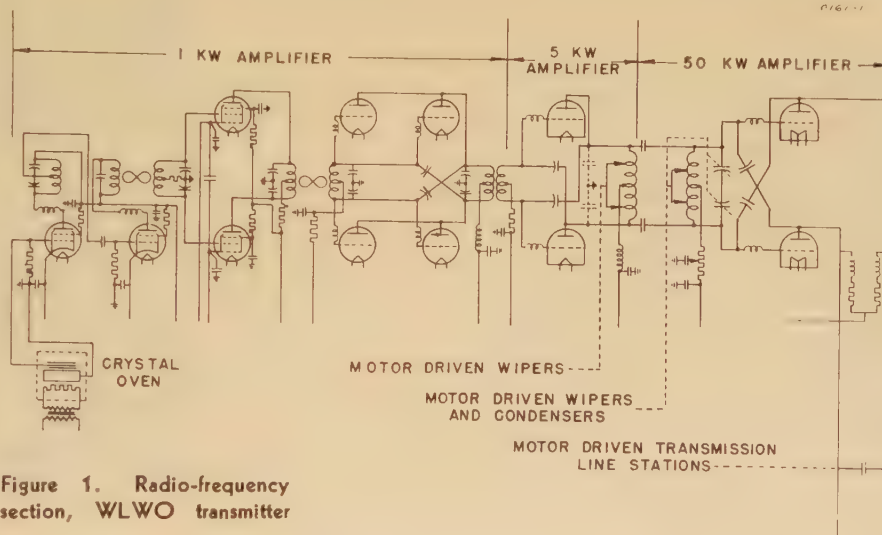 1 KW AMPLIFIER
5 KW
AMPLIFIER
50 KW AMPLIFIER
CRYSTAL
OVEN
MOTOR DRIVEN WIPERS
MOTOR DRIVEN WIPERS
AND CONDENSERS
MOTOR DRIVEN TRANSMISSION
LINE STATIONS
Figure 1. Radio-frequency
section, WLWO transmitter